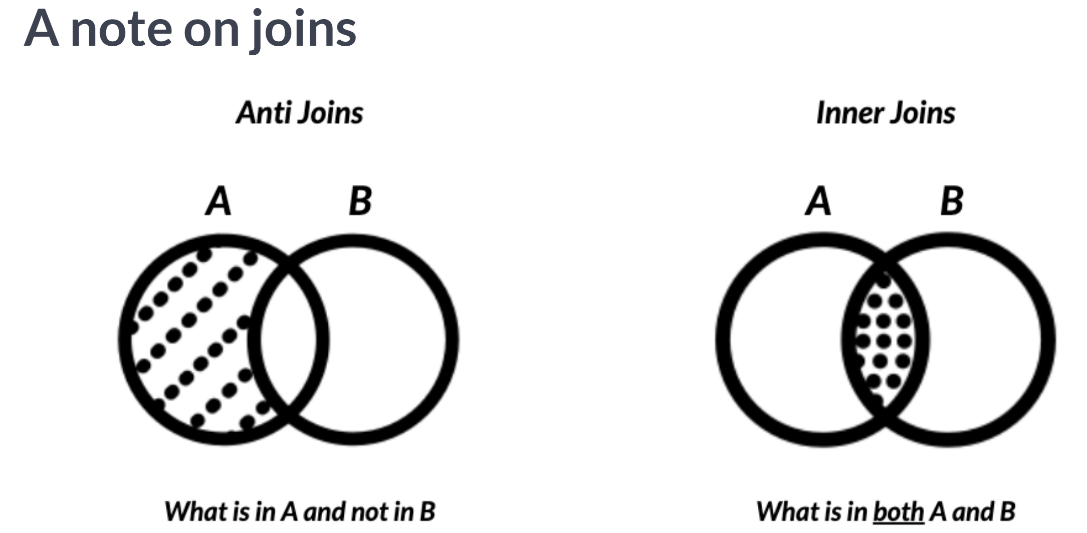 A note on joins
Anti Joins
Inner Joins
A B
A B
What is in A and not in B
What is in both A and B